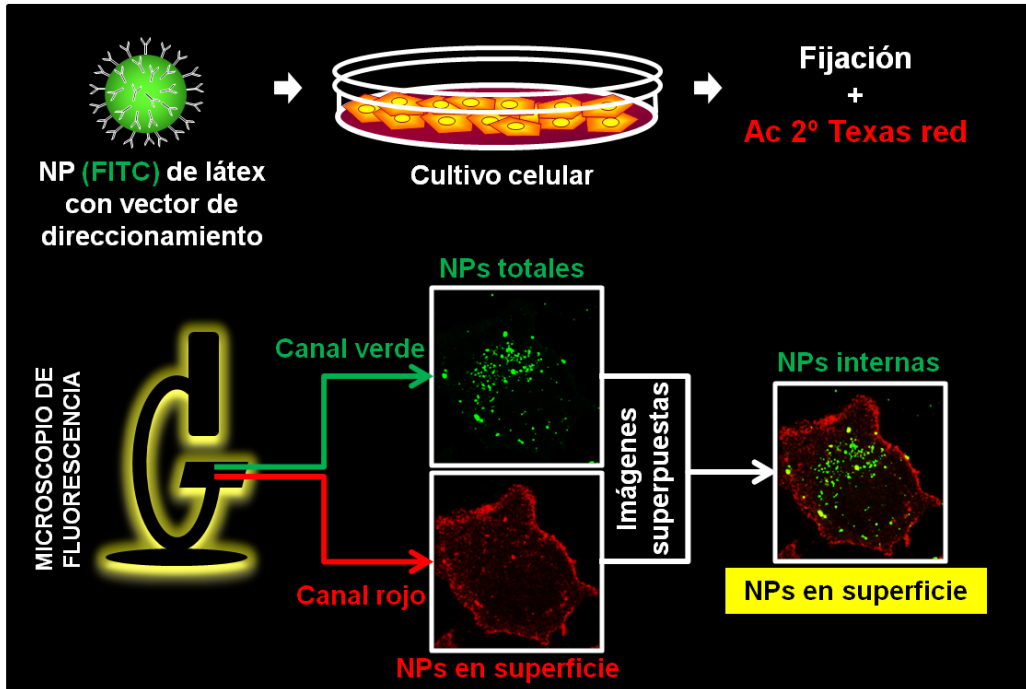 NP (FITC) de látex
con vector de
direccionamiento
Cultivo celular
Fijación
+
Ac 2º Texas red
MICROSCOPIO DE
FLUORESCENCIA
Canal verde
NPs totales
Canal rojo
NPs en superficie
Imágenes
superpuestas
NPs internas
NPs en superficie